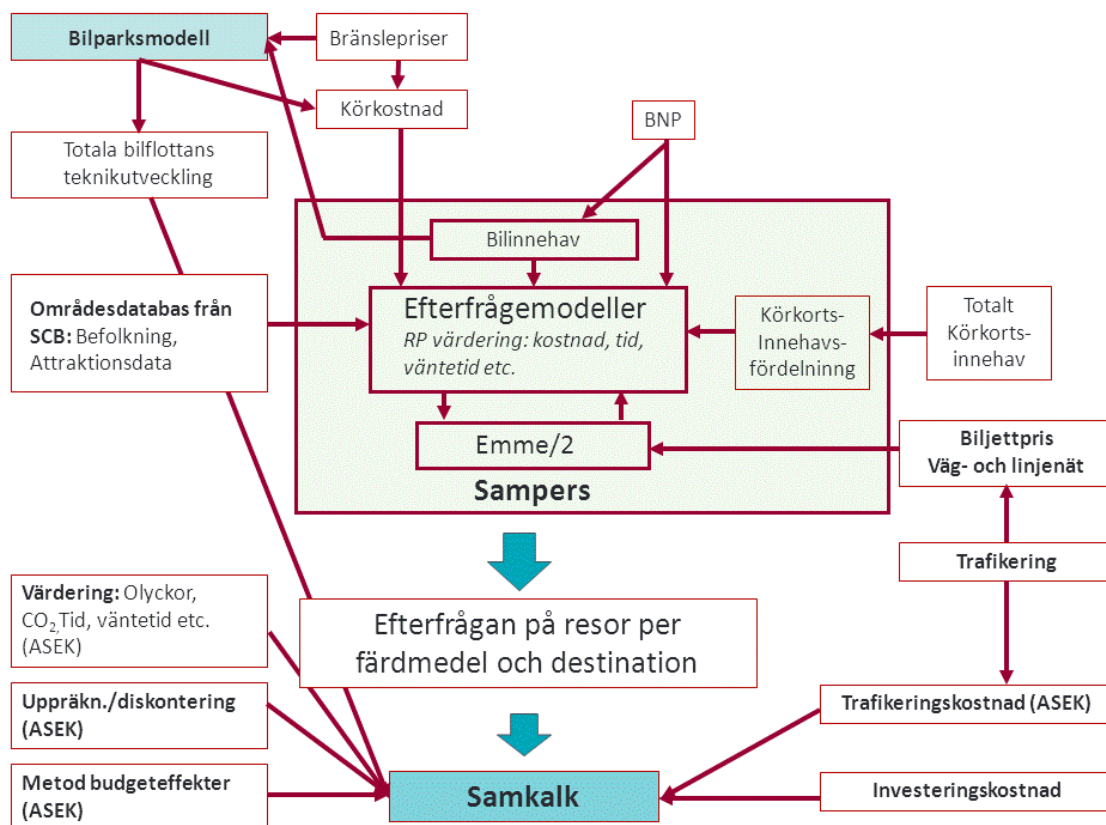 Bilparksmodell
Bränslepriser
Körkostnad
BNP
Totala bilflottans
teknikutveckling
Bilinnehav
Områdesdatabas från
SCB: Befolkning,
Attraktionsdata
Efterfrågemodeller
RP värdering: kostnad, tid,
väntetid etc.
Körkorts-
Innehavs-
fördelninng
Totalt
Körkorts-
innehav
Emme/2
Sampers
Biljettpris
Väg- och linjenät
Trafikering
Värdering: Olyckor,
CO₂,Tid, väntetid etc.
(ASEK)
Efterfrågan på resor per
färdmedel och destination
Uppräkn./diskontering
(ASEK)
Trafikeringskostnad (ASEK)
Metod budgeteffekter
(ASEK)
Samkalk
Investeringskostnad